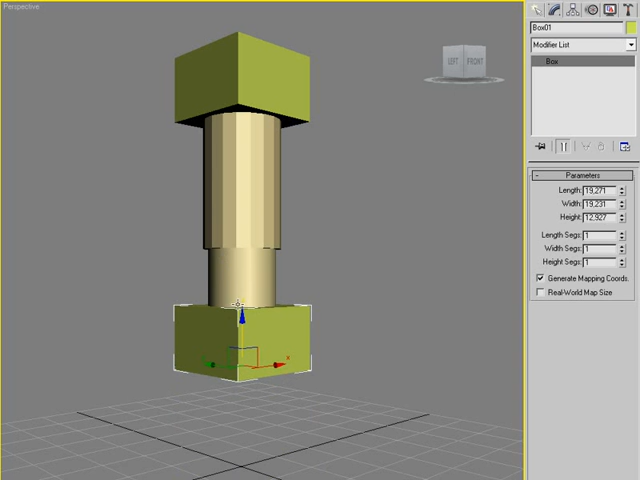 Perspective
LEFT FRONT
Box01
Modifier List
Box
- Parameters
Length: 19,271
Width: 19,231
Height: 12,927
Length Segs: 1
Width Segs: 1
Height Segs: 1
Generate Mapping Coords.
Real-World Map Size